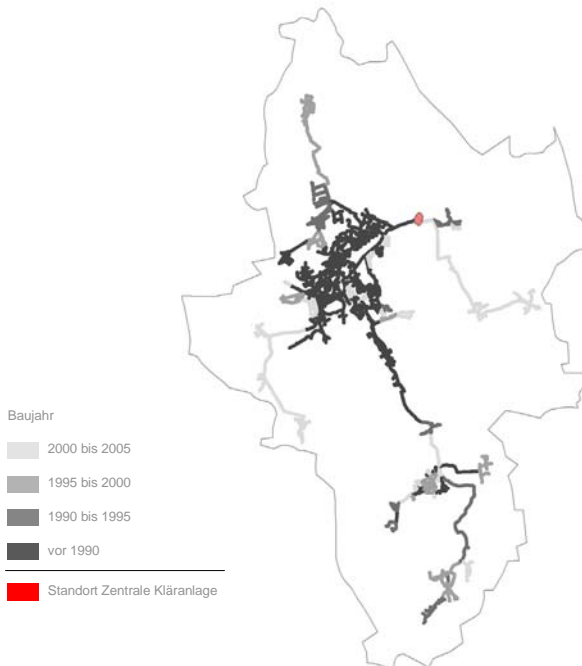 Baujahr
2000 bis 2005
1995 bis 2000
1990 bis 1995
vor 1990
Standort Zentrale Kläranlage